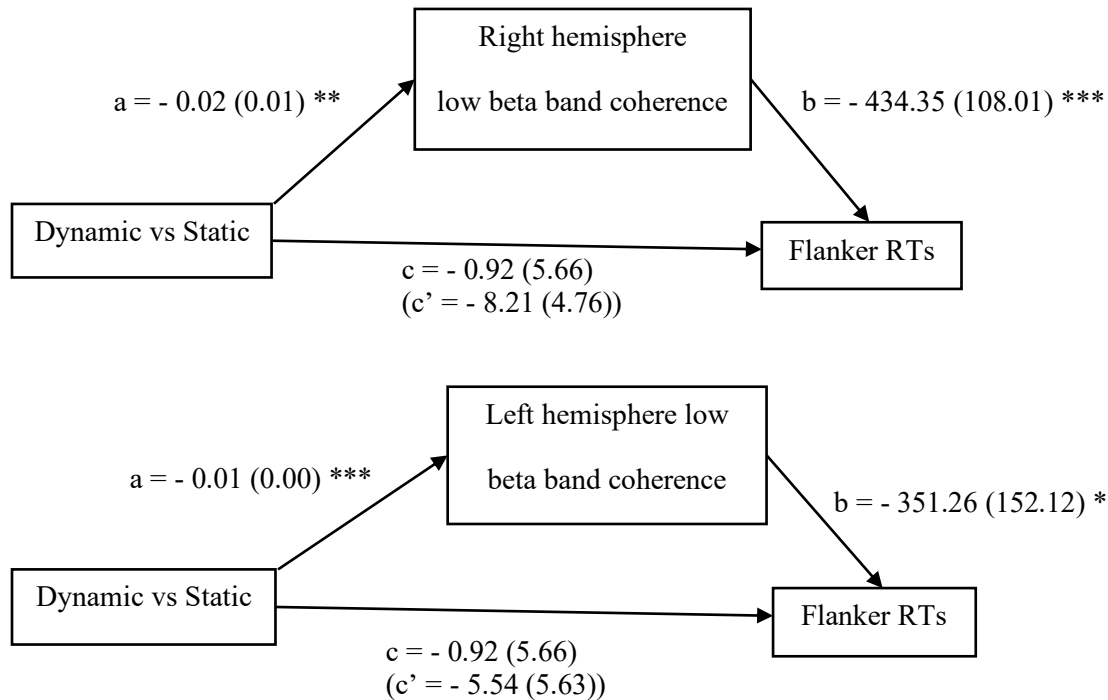 Right hemisphere
low beta band coherence
a = - 0.02 (0.01) **
b = - 434.35 (108.01) ***
Dynamic vs Static
Flanker RTs
c = - 0.92 (5.66)
(c’ = - 8.21 (4.76))
Left hemisphere low
beta band coherence
a = - 0.01 (0.00) ***
b = - 351.26 (152.12) *
Dynamic vs Static
Flanker RTs
c = - 0.92 (5.66)
(c’ = - 5.54 (5.63))